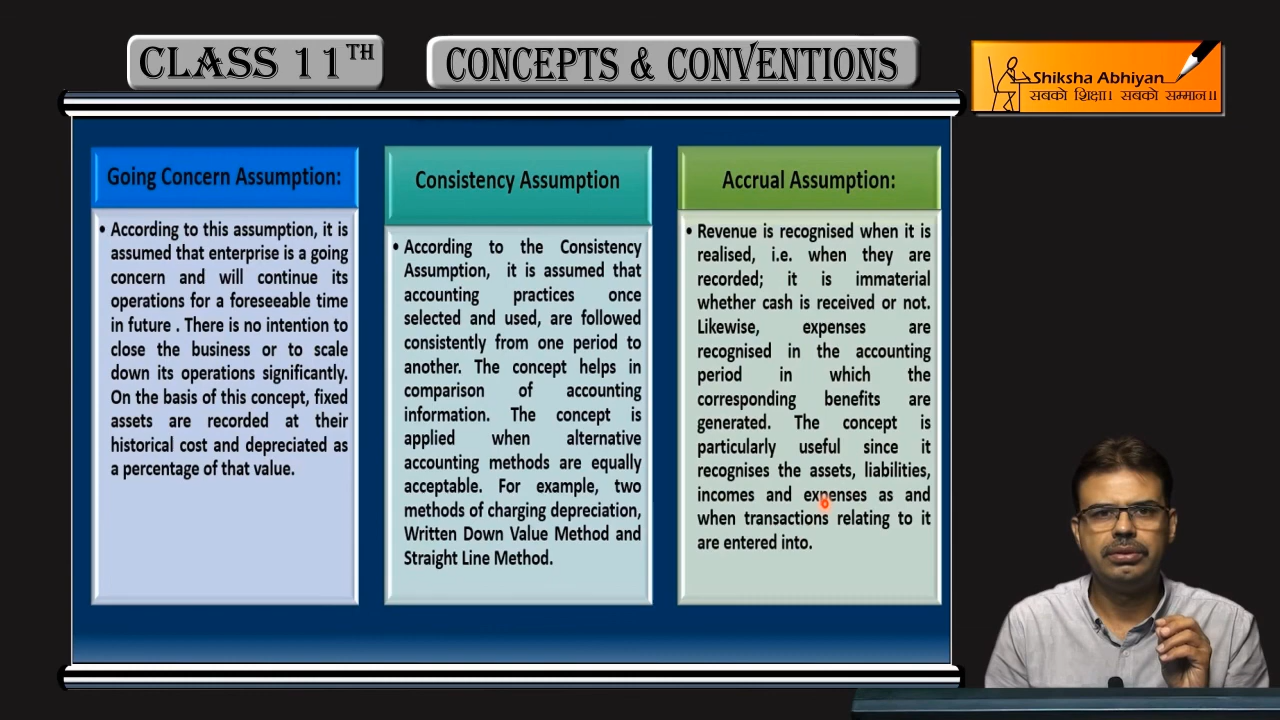 CLASS 11TH
CONCEPTS & CONVENTIONS
Shiksha Abhiyan
सबको शिक्षा। सबको सम्मान॥
Going Concern Assumption:
• According to this assumption, it is
assumed that enterprise is a going
concern and will continue its
operations for a foreseeable time
in future . There is no intention to
close the business or to scale
down its operations significantly.
On the basis of this concept, fixed
assets are recorded at their
historical cost and depreciated as
a percentage of that value.
Consistency Assumption
• According to the Consistency
Assumption, it is assumed that
accounting practices once
selected and used, are followed
consistently from one period to
another. The concept helps in
comparison of accounting
information. The concept is
applied when alternative
accounting methods are equally
acceptable. For example, two
methods of charging depreciation,
Written Down Value Method and
Straight Line Method.
Accrual Assumption:
• Revenue is recognised when it is
realised, i.e. when they are
recorded; it is immaterial
whether cash is received or not.
Likewise, expenses are
recognised in the accounting
period in which the
corresponding benefits are
generated. The concept is
particularly useful since it
recognises the assets, liabilities,
incomes and expenses as and
when transactions relating to it
are entered into.